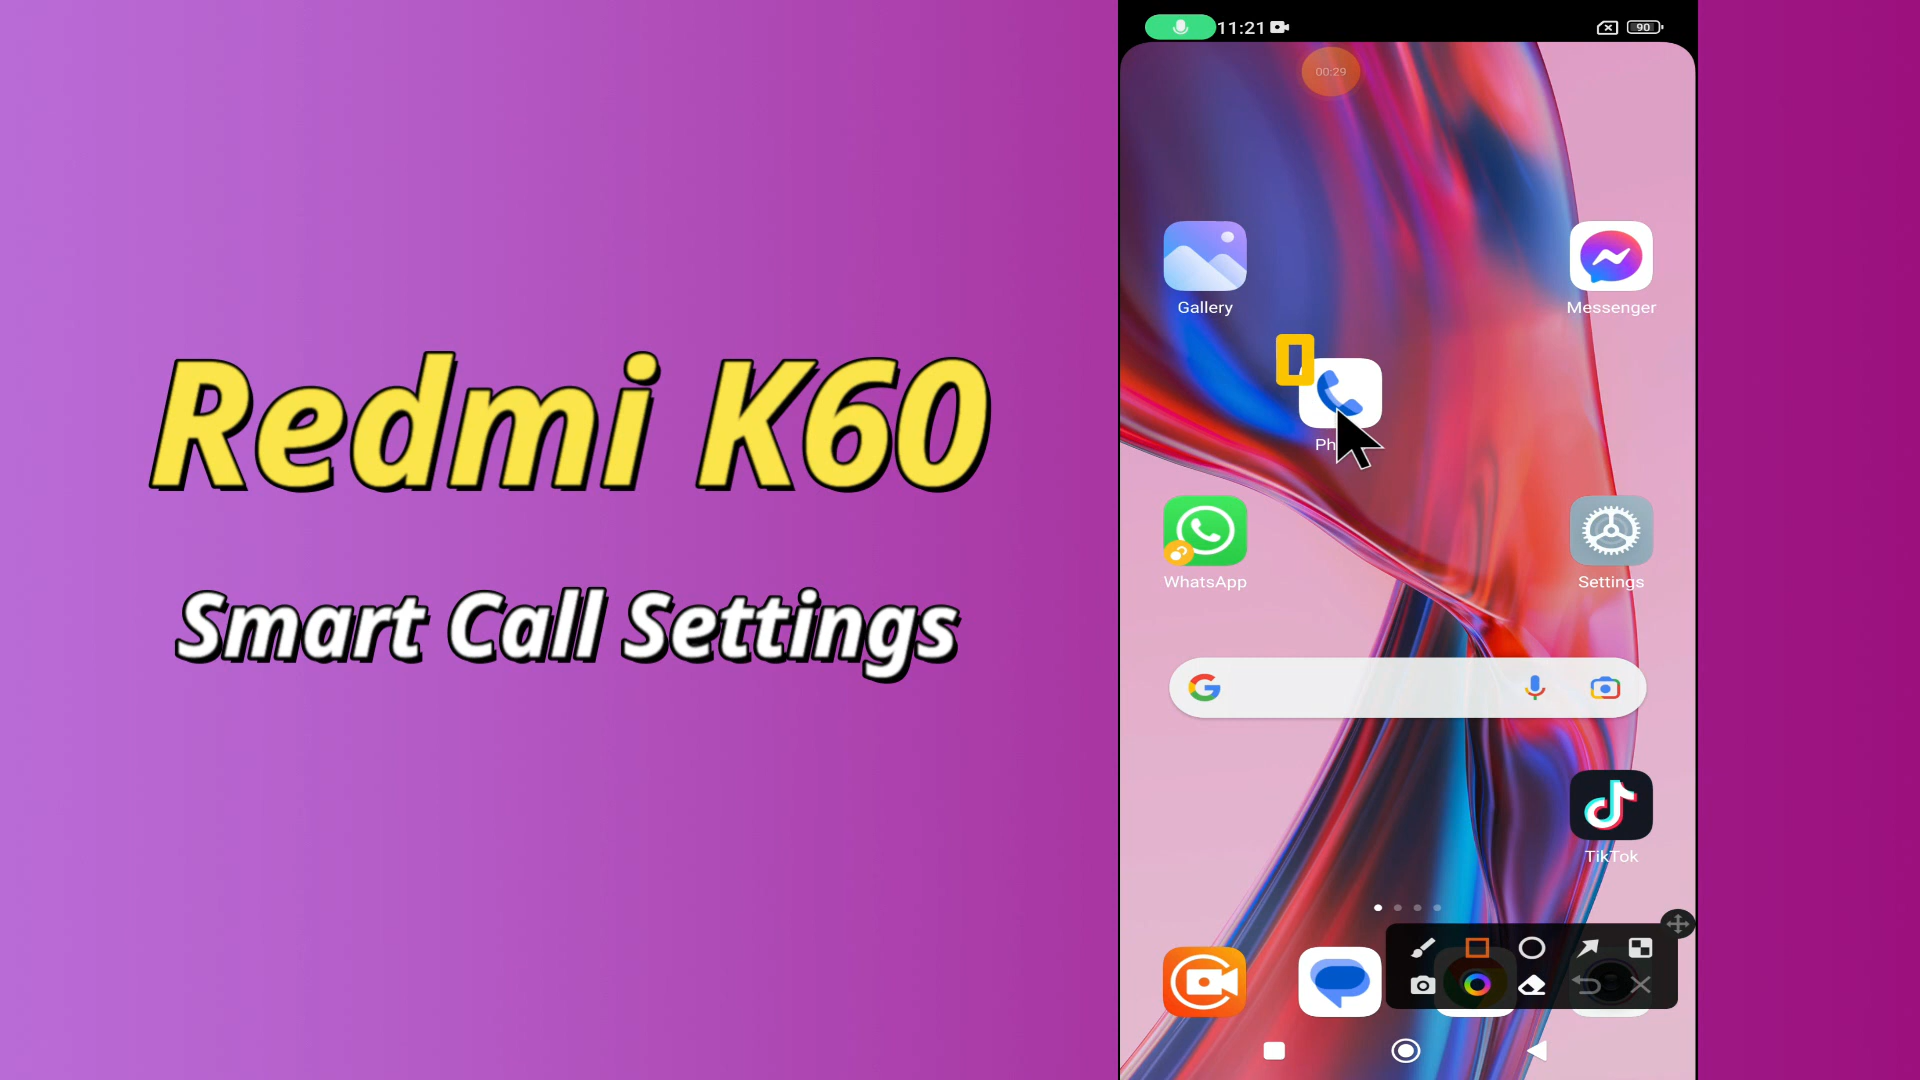 11:21
90
00:29
Gallery
Messenger
Redmi K60
Ph
WhatsApp
Settings
Smart Call Settings
TikTok